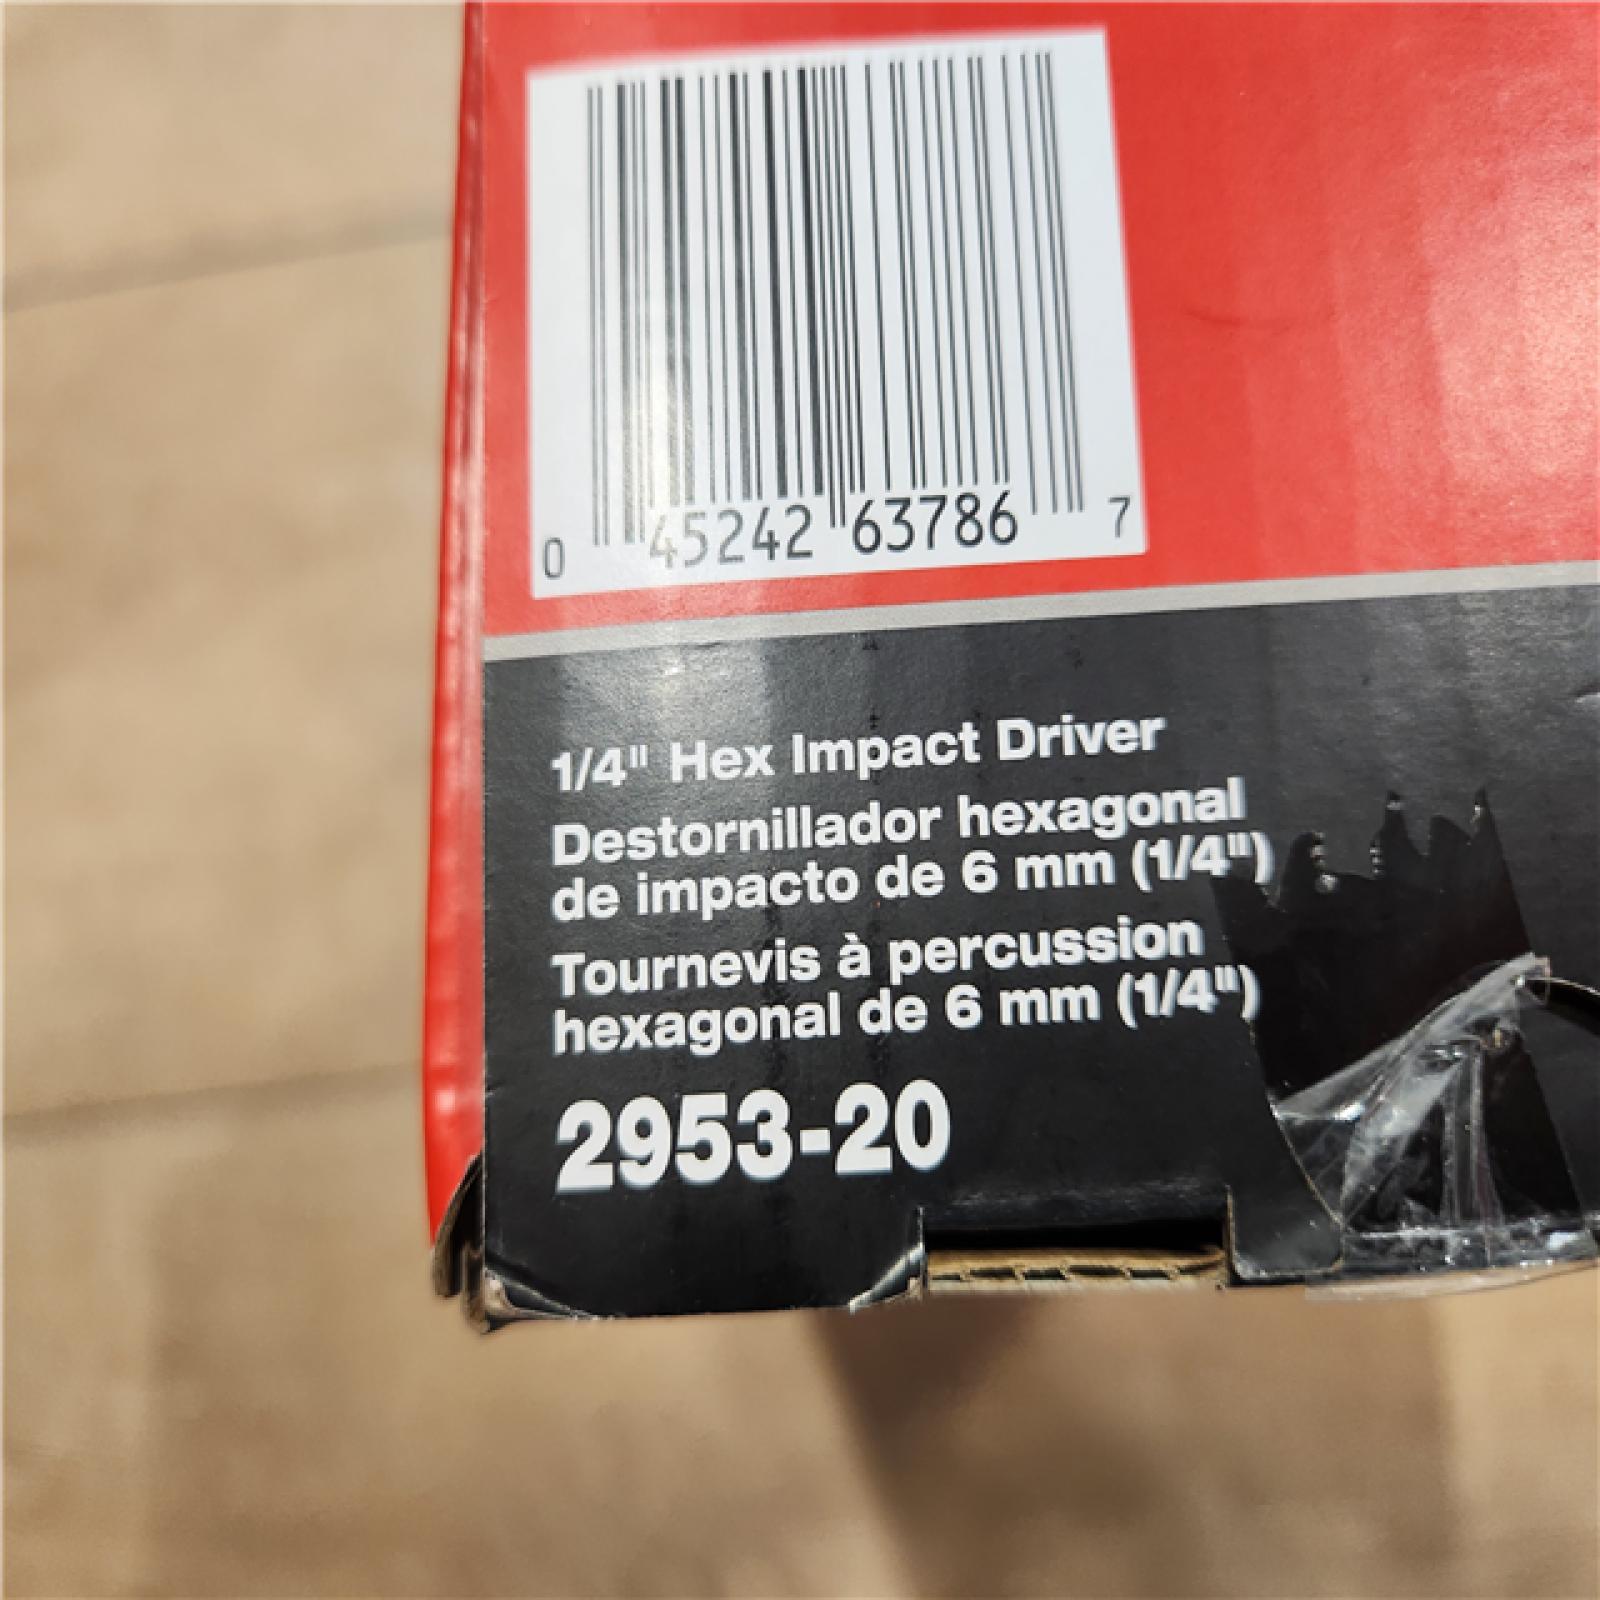 0 45242 63786 7
1/4" Hex Impact Driver
Destornillador hexagonal
de impacto de 6 mm (1/4")
Tournevis à percussion
hexagonal de 6 mm (1/4")
2953-20